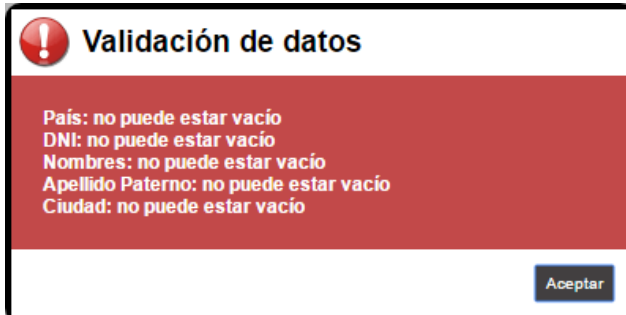 Validación de datos
País: no puede estar vacío
DNI: no puede estar vacío
Nombres: no puede estar vacío
Apellido Paterno: no puede estar vacío
Ciudad: no puede estar vacío
Aceptar